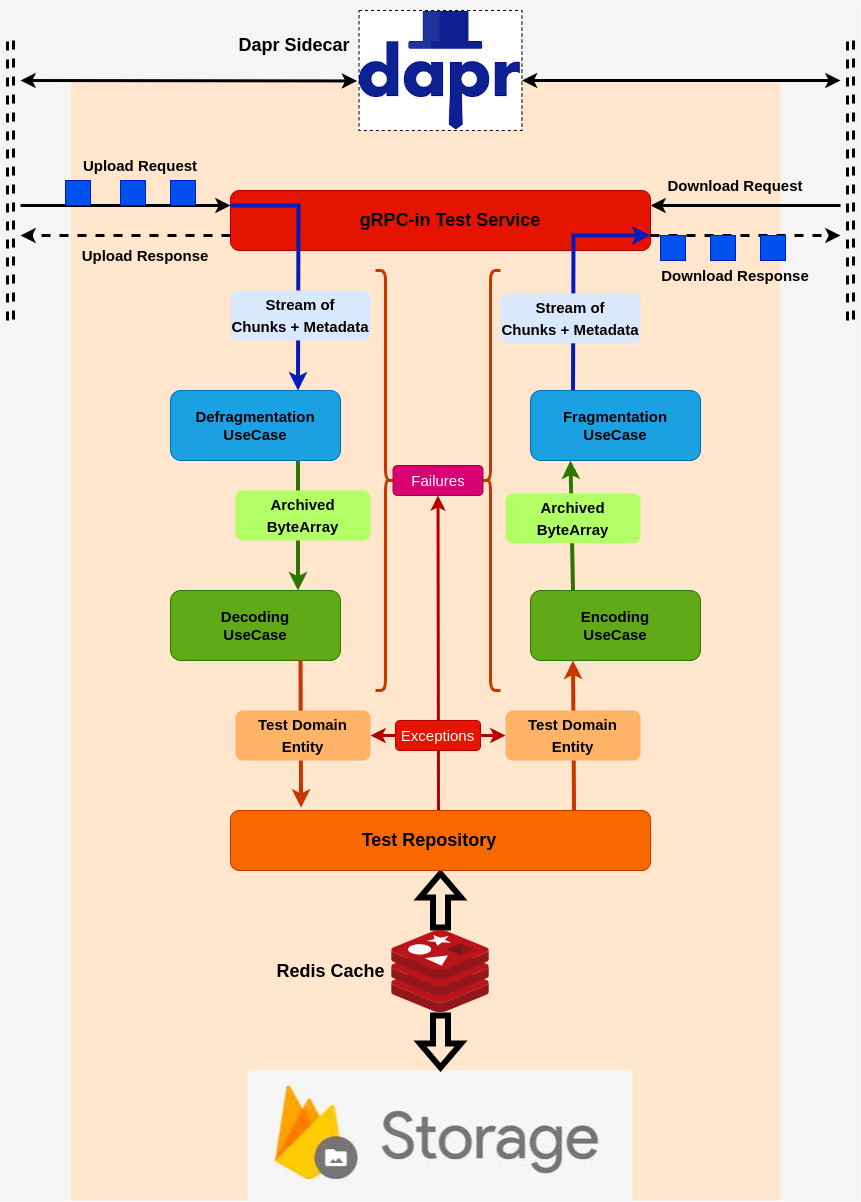 Dapr Sidecar
dapr
Upload Request
Download Request
gRPC-in Test Service
Upload Response
Download Response
Stream of
Chunks + Metadata
Stream of
Chunks + Metadata
Defragmentation
UseCase
Fragmentation
UseCase
Failures
Archived
ByteArray
Archived
ByteArray
Decoding
UseCase
Encoding
UseCase
Test Domain
Entity
Exceptions
Test Domain
Entity
Test Repository
Redis Cache
Storage